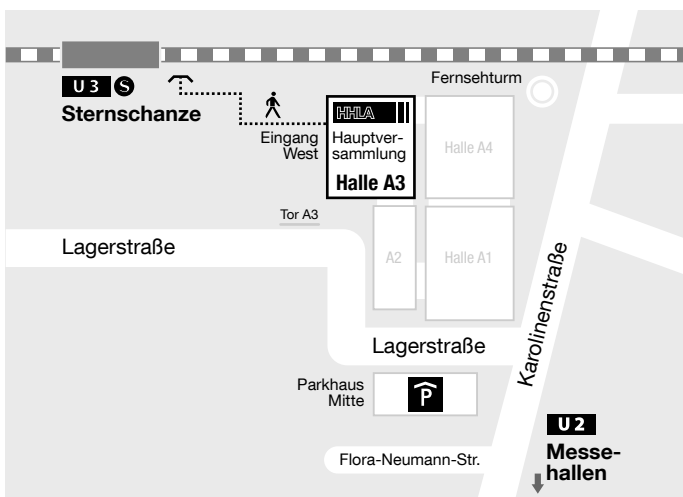 Fernsehturm
U3 S
Sternschanze
HHLA
Eingang
West
Hauptver-
sammlung
Halle A3
Halle A4
Tor A3
Lagerstraße
A2
Halle A1
Karolinenstraße
Lagerstraße
Parkhaus
Mitte
P
U2
Messe-
hallen
Flora-Neumann-Str.